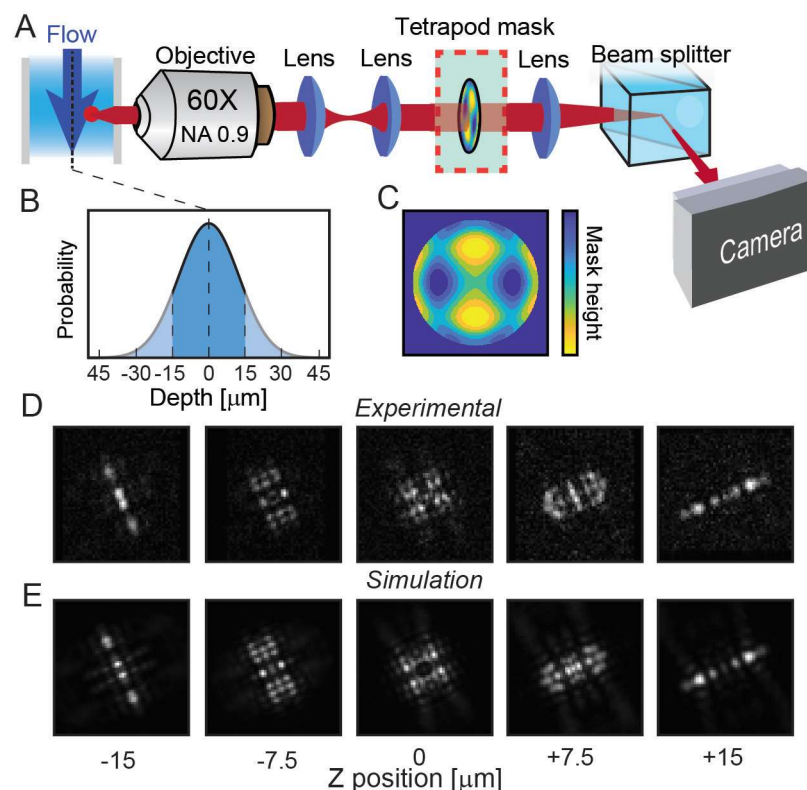 A
Flow
Objective
60X
NA 0.9
Lens
Lens
Tetrapod mask
Lens
Beam splitter
Camera
B
Probability
45 -30 -15 0 15 30 45
Depth [μm]
C
Mask height
D
Experimental
E
Simulation
-15 -7.5 0 +7.5 +15
Z position [μm]